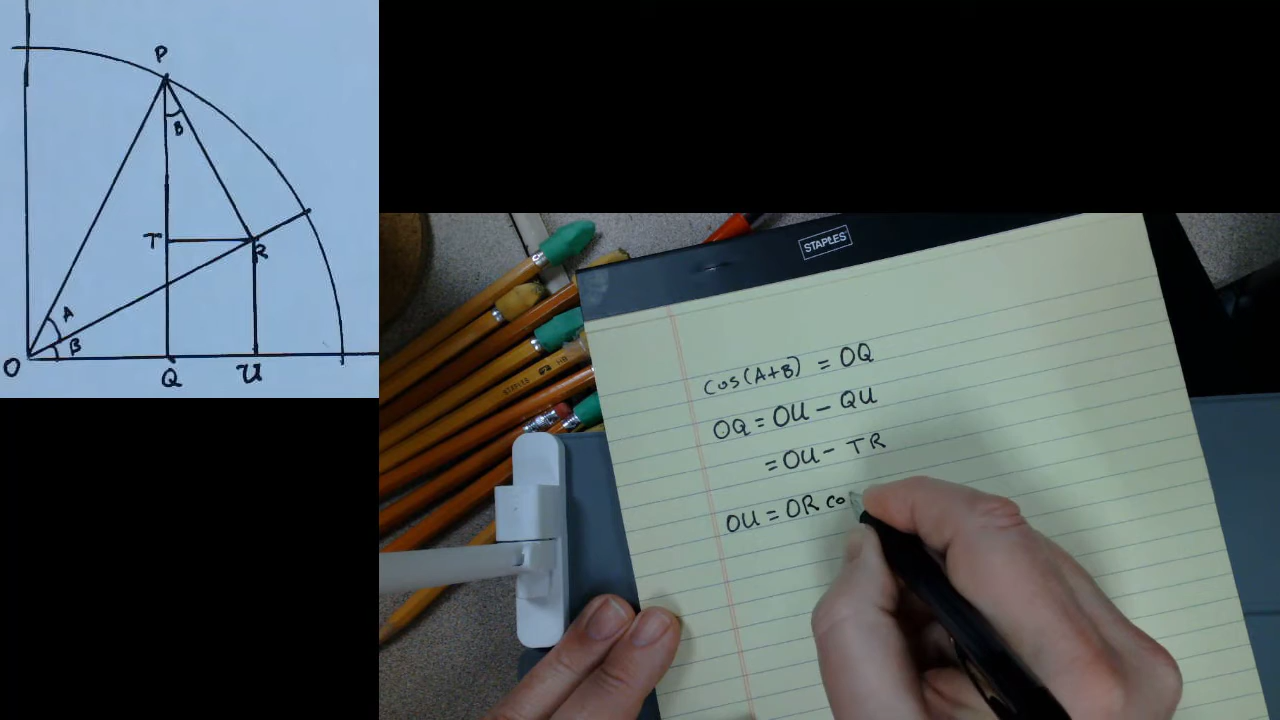 P
B
T
R
A
B
O
Q
U
STAPLES
cos(A+B) = OQ
OQ = OU - QU
= OU - TR
OU = OR co